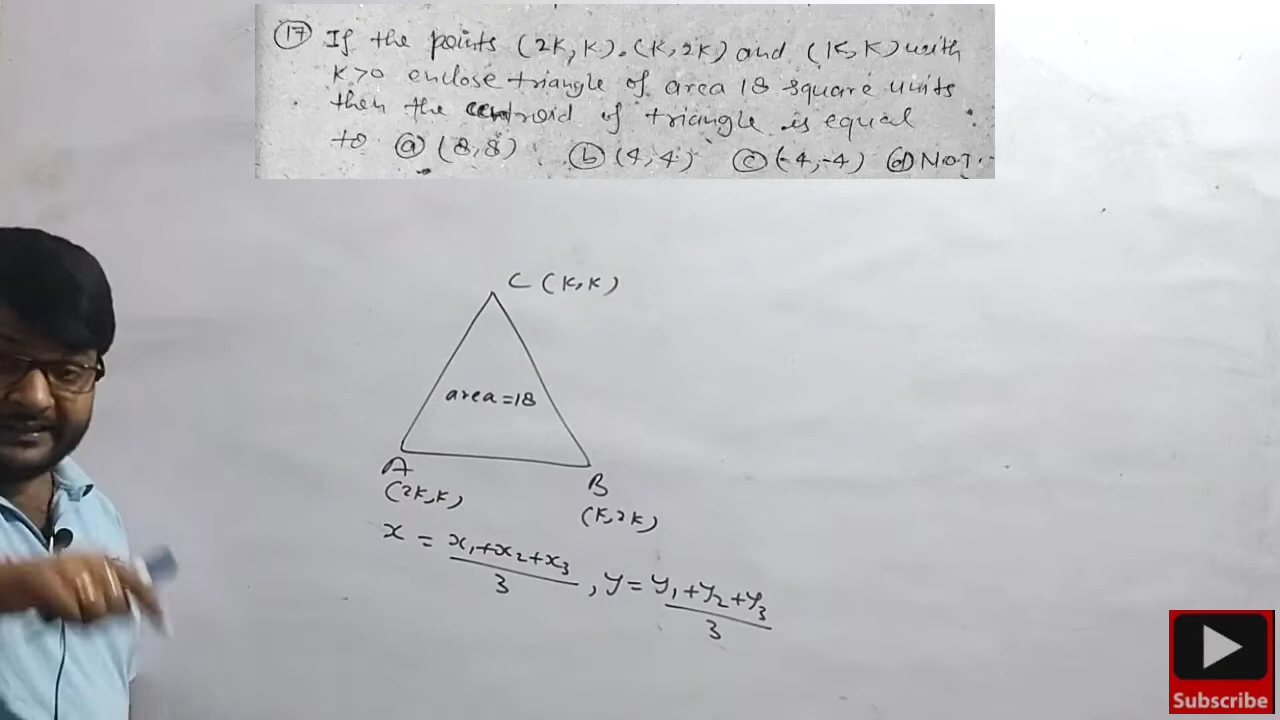 17 If the points (2K, K), (K, 2K) and (K, K) with
K>0 enclose triangle of area 18 square units
then the centroid of triangle is equal
to (a) (8,8) (b) (4,4) (c) (-4,-4) (d) N.O.T.
C (K,K)
area=18
A
(2K,K)
B
(K,2K)
x = x₁+x₂+x₃/3, y = y₁+y₂+y₃/3
Subscribe